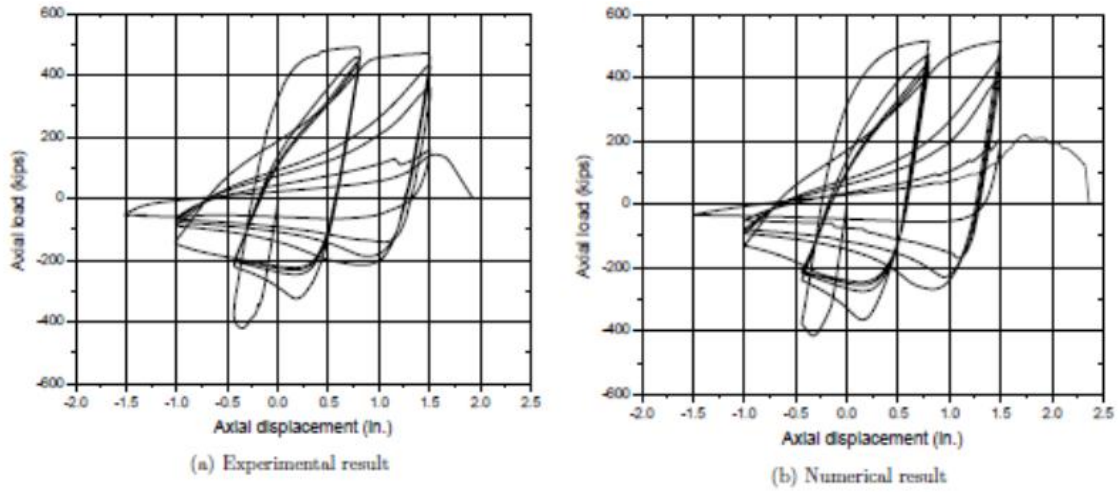 600
400
200
0
-200
-400
-600
Axial load (kips)
-2.0 -1.5 -1.0 -0.5 0.0 0.5 1.0 1.5 2.0 2.5
Axial displacement (in.)
(a) Experimental result
600
400
200
0
-200
-400
-600
Axial load (kips)
-2.0 -1.5 -1.0 -0.5 0.0 0.5 1.0 1.5 2.0 2.5
Axial displacement (in.)
(b) Numerical result